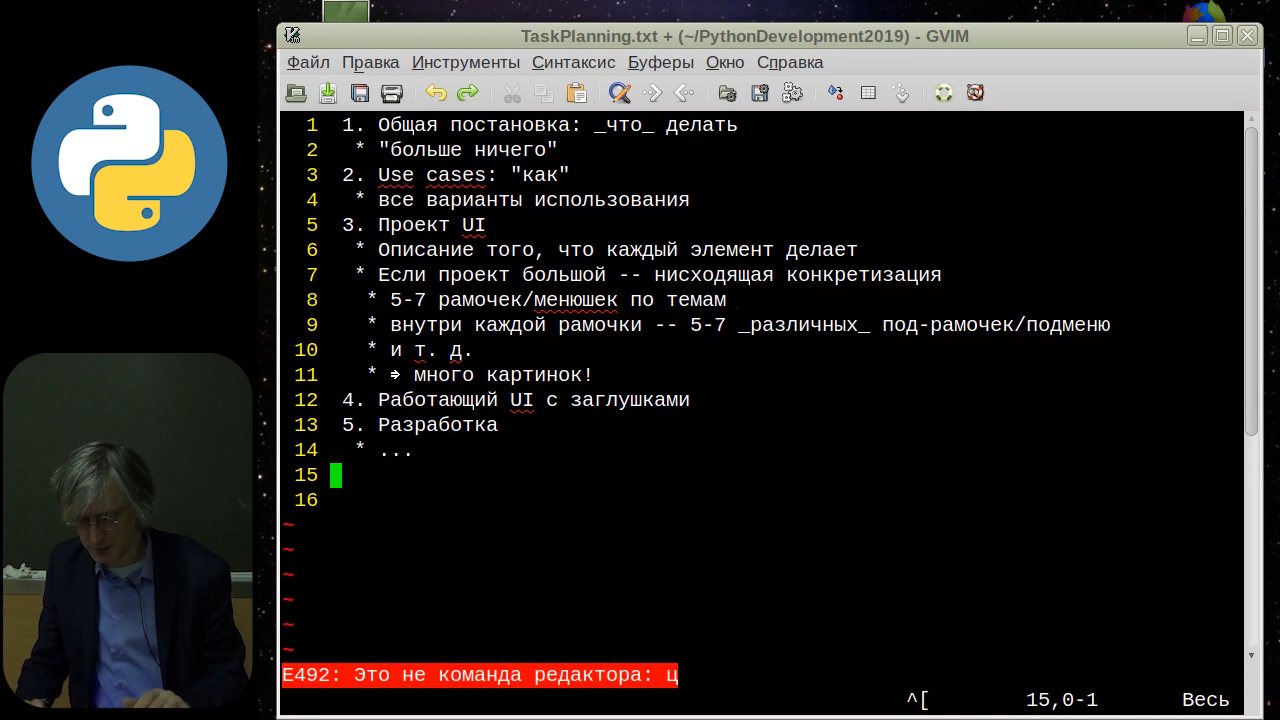 TaskPlanning.txt + (~/PythonDevelopment2019) - GVIM
Файл Правка Инструменты Синтаксис Буферы Окно Справка
1 1. Общая постановка: _что_ делать
2 * "больше ничего"
3 2. Use cases: "как"
4 * все варианты использования
5 3. Проект UI
6 * Описание того, что каждый элемент делает
7 * Если проект большой -- нисходящая конкретизация
8 * 5-7 рамочек/менюшек по темам
9 * внутри каждой рамочки -- 5-7 _различных_ под-рамочек/подменю
10 * и т. д.
11 * ⇒ много картинок!
12 4. Работающий UI с заглушками
13 5. Разработка
14 * ...
15
16
~
~
~
~
~
~
E492: Это не команда редактора: ц
^[ 15,0-1 Весь